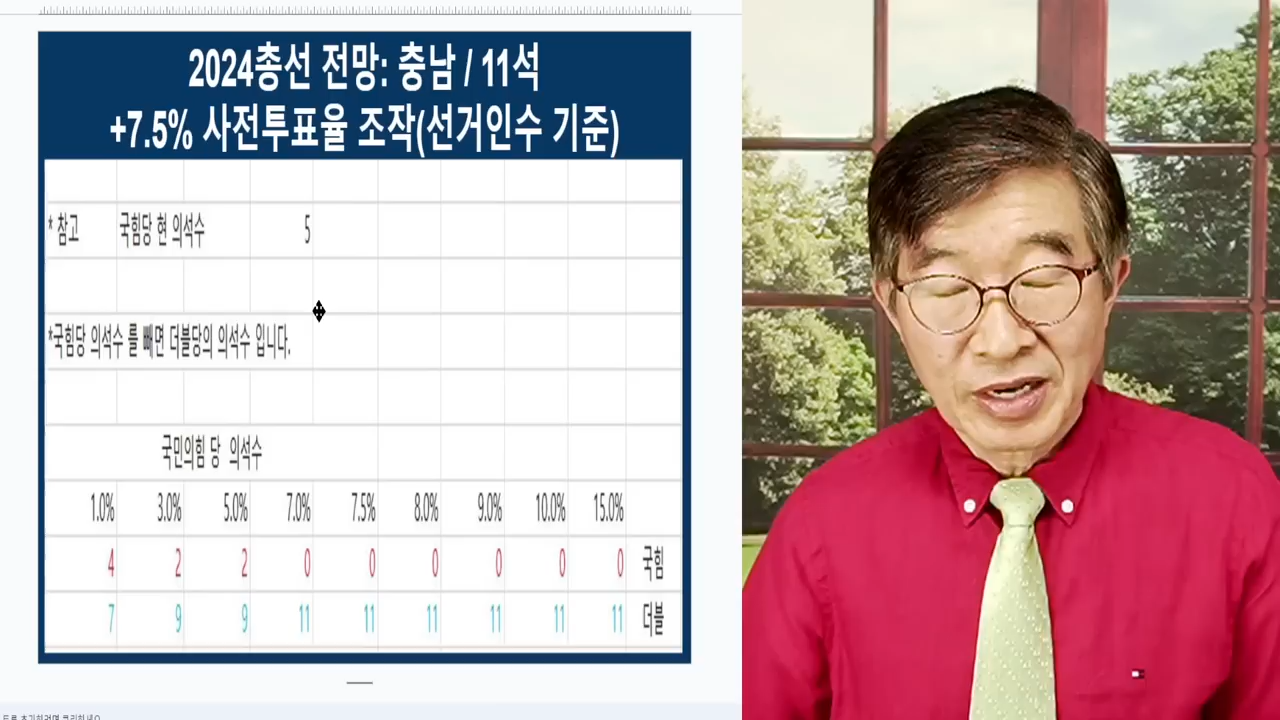 2024총선 전망: 충남 / 11석
+7.5% 사전투표율 조작(선거인수 기준)
* 참고 국힘당 현 의석수 5
*국힘당 의석수 를 빼면 더불당의 의석수 입니다.
국민의힘 당 의석수
1.0% 3.0% 5.0% 7.0% 7.5% 8.0% 9.0% 10.0% 15.0%
4 2 2 0 0 0 0 0 0 국힘
7 9 9 11 11 11 11 11 11 더불